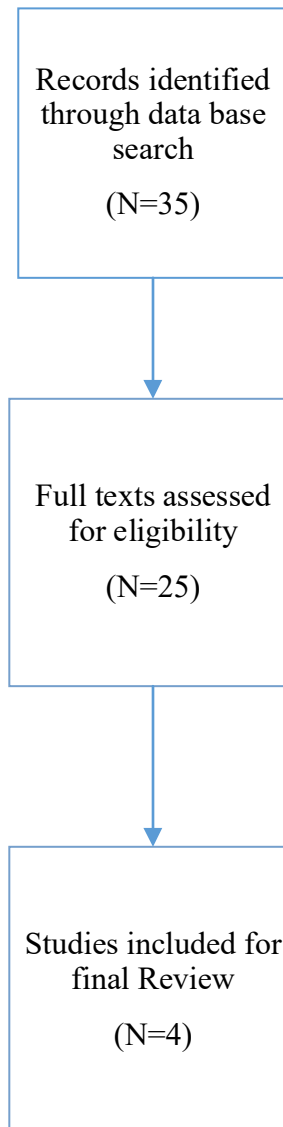 Records identified
through data base
search
(N=35)
Full texts assessed
for eligibility
(N=25)
Studies included for
final Review
(N=4)